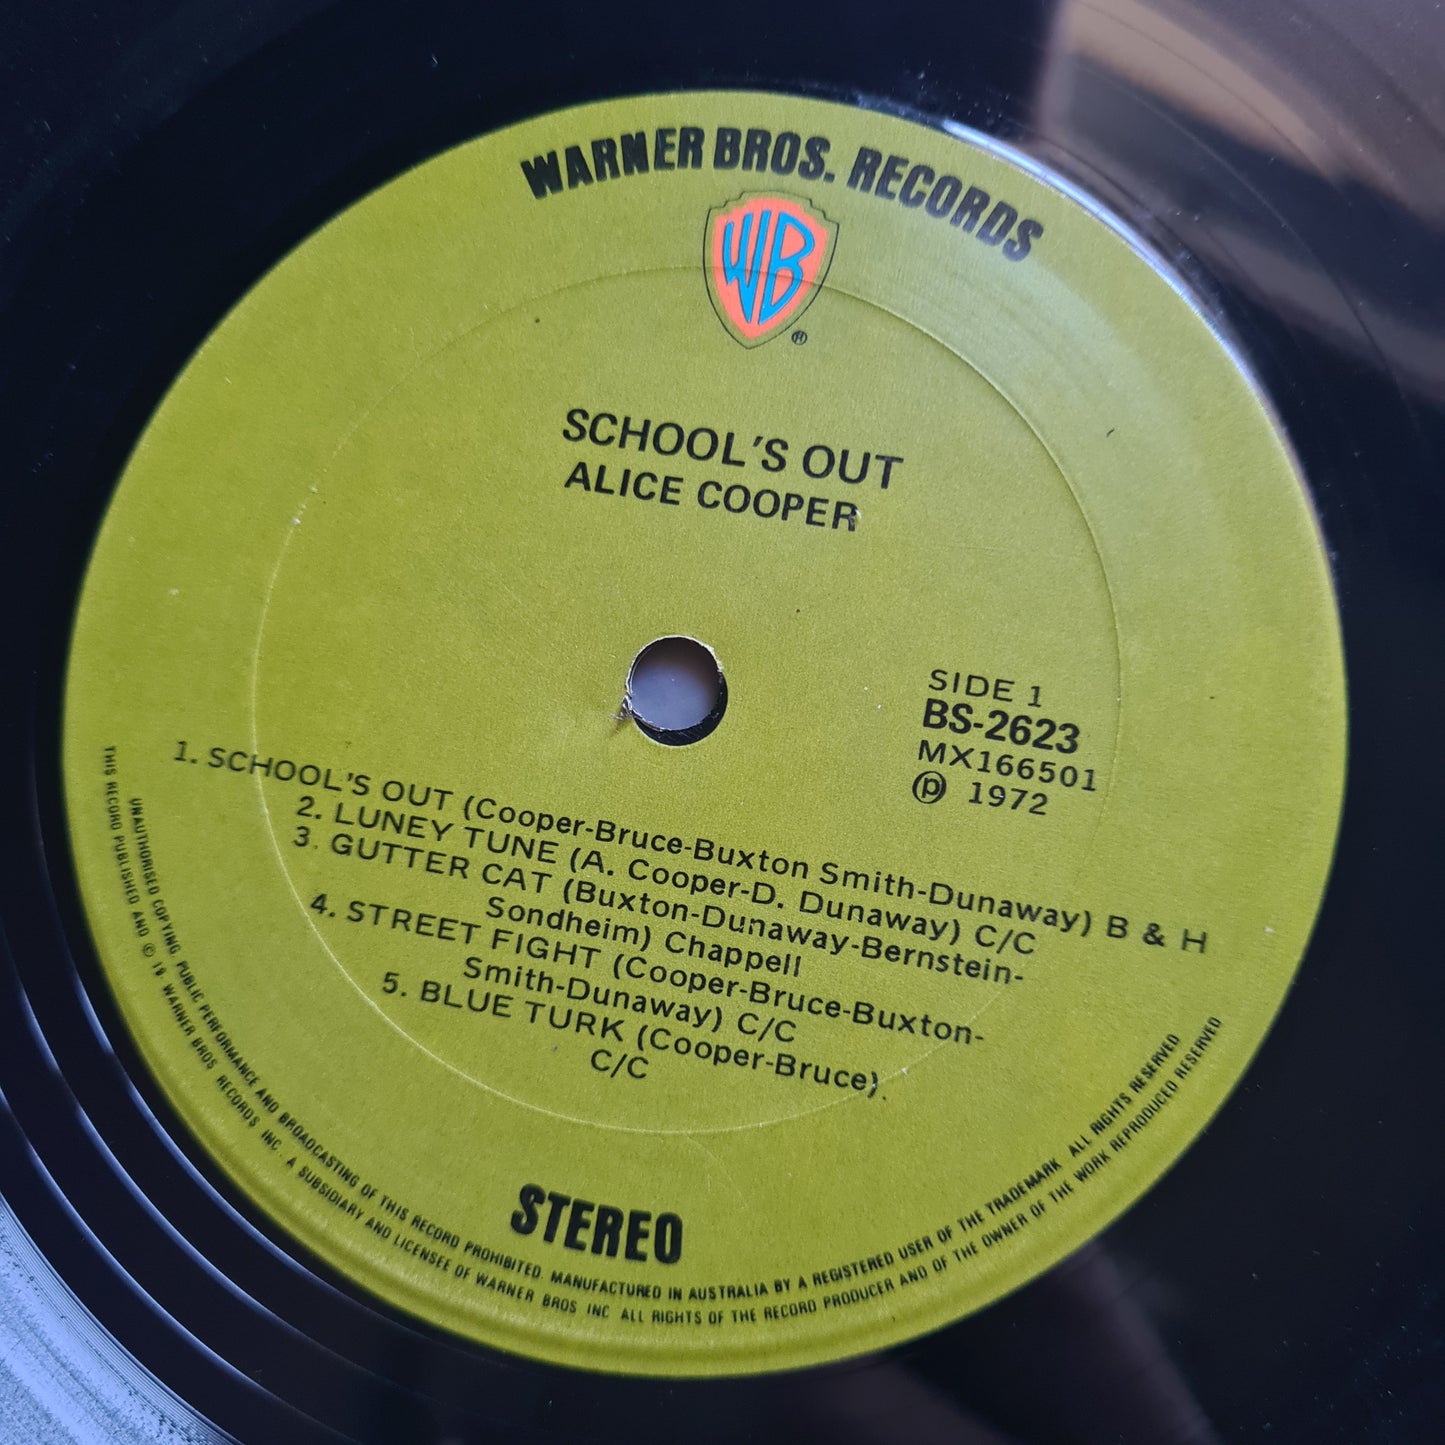 WARNER BROS. RECORDS
WB
®
SCHOOL'S OUT
ALICE COOPER
SIDE 1
BS-2623
MX166501
℗ 1972
1. SCHOOL'S OUT (Cooper-Bruce-Buxton Smith-Dunaway) B & H
2. LUNEY TUNE (A. Cooper-D. Dunaway) C/C
3. GUTTER CAT (Buxton-Dunaway-Bernstein-
Sondheim) Chappell
4. STREET FIGHT (Cooper-Bruce-Buxton-
Smith-Dunaway) C/C
5. BLUE TURK (Cooper-Bruce)
C/C
STEREO
UNAUTHORISED COPYING PUBLIC PERFORMANCE AND BROADCASTING OF THIS RECORD PROHIBITED. MANUFACTURED IN AUSTRALIA BY A REGISTERED USER OF THE TRADEMARK ALL RIGHTS RESERVED
THIS RECORD PUBLISHED AND © 19. WARNER BROS RECORDS INC. A SUBSIDIARY AND LICENSEE OF WARNER BROS INC ALL RIGHTS OF THE RECORD PRODUCER AND OF THE OWNER OF THE WORK REPRODUCED RESERVED